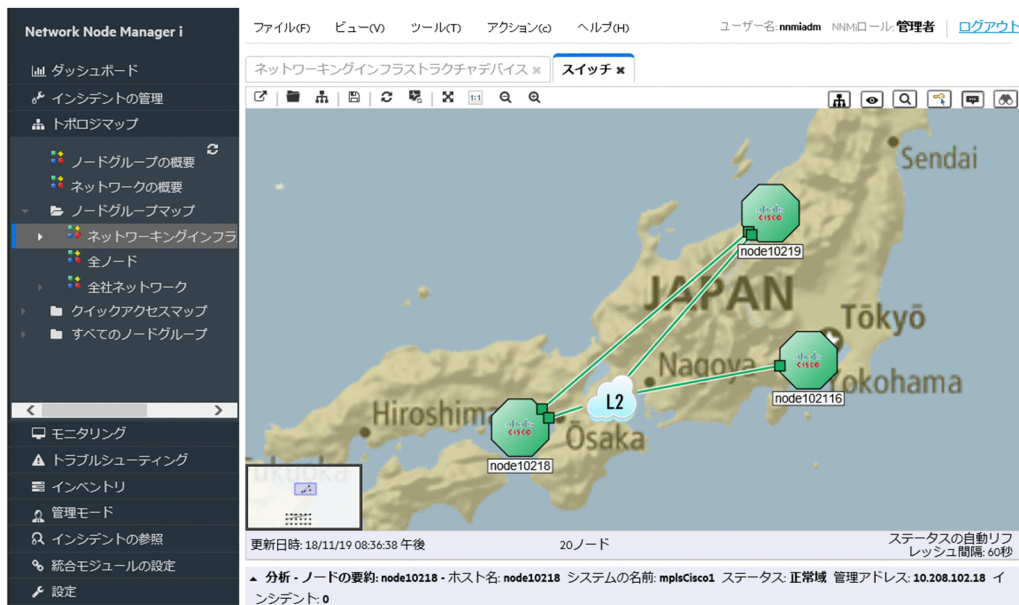 Network Node Manager i
ファイル(F) ビュー(V) ツール(T) アクション(c) ヘルプ(H)
ユーザー名: nnmiadm NNMiロール: 管理者 ログアウト
ダッシュボード
インシデントの管理
トポロジマップ
ノードグループの概要
ネットワークの概要
ノードグループマップ
ネットワーキングインフラ
全ノード
全社ネットワーク
クイックアクセスマップ
すべてのノードグループ
モニタリング
トラブルシューティング
インベントリ
管理モード
インシデントの参照
統合モジュールの設定
設定
ネットワーキングインフラストラクチャデバイス × スイッチ ×
1:1
Sendai
CISCO
node10219
JAPAN
Tōkyō
CISCO
Nagoya
Yokohama
node102116
L2
Hiroshima
CISCO
Ōsaka
node10218
更新日時: 18/11/19 08:36:38 午後
20ノード
ステータスの自動リフ
レッシュ間隔: 60秒
分析 - ノードの要約: node10218 - ホスト名: node10218 システムの名前: mplsCisco1 ステータス: 正常域 管理アドレス: 10.208.102.18 イ
ンシデント: 0